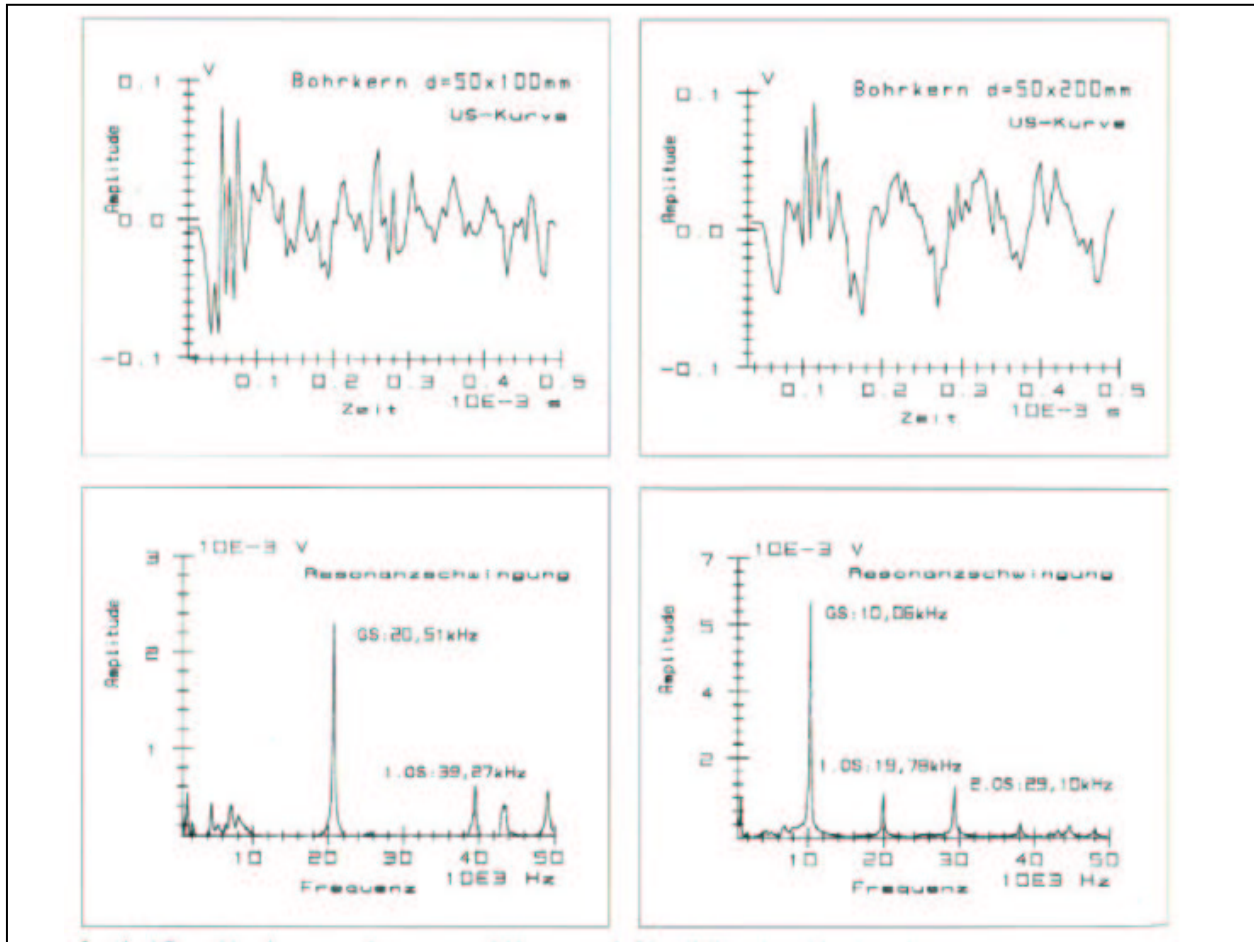 V
Bohrkern d=50x100mm
US-Kurve
Amplitude
0.1
0.0
-0.1
0.1 0.2 0.3 0.4 0.5
Zeit 10E-3 s
V
Bohrkern d=50x200mm
US-Kurve
Amplitude
0.1
0.0
-0.1
0.1 0.2 0.3 0.4 0.5
Zeit 10E-3 s
10E-3 V
Resonanzschwingung
GS:20,51kHz
1.OS:39,27kHz
Amplitude
3
2
1
10 20 30 40 50
Frequenz 10E3 Hz
10E-3 V
Resonanzschwingung
GS:10,06kHz
1.OS:19,78kHz
2.OS:29,10kHz
Amplitude
7
5
4
2
10 20 30 40 50
Frequenz 10E3 Hz